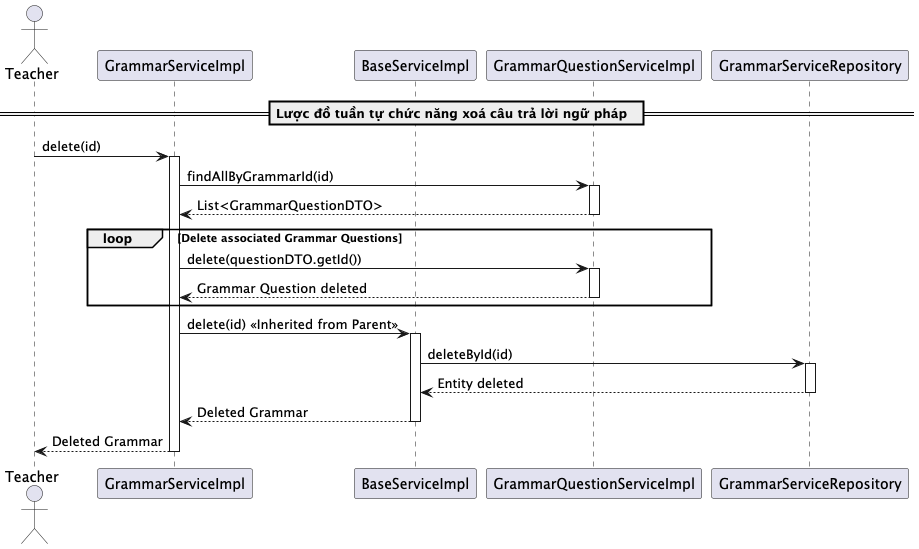 Teacher
GrammarServiceImpl
BaseServiceImpl
GrammarQuestionServiceImpl
GrammarServiceRepository
Lược đồ tuần tự chức năng xoá câu trả lời ngữ pháp
delete(id)
findAllByGrammarId(id)
List<GrammarQuestionDTO>
loop
[Delete associated Grammar Questions]
delete(questionDTO.getId())
Grammar Question deleted
delete(id) «Inherited from Parent»
deleteById(id)
Entity deleted
Deleted Grammar
Deleted Grammar
Teacher
GrammarServiceImpl
BaseServiceImpl
GrammarQuestionServiceImpl
GrammarServiceRepository